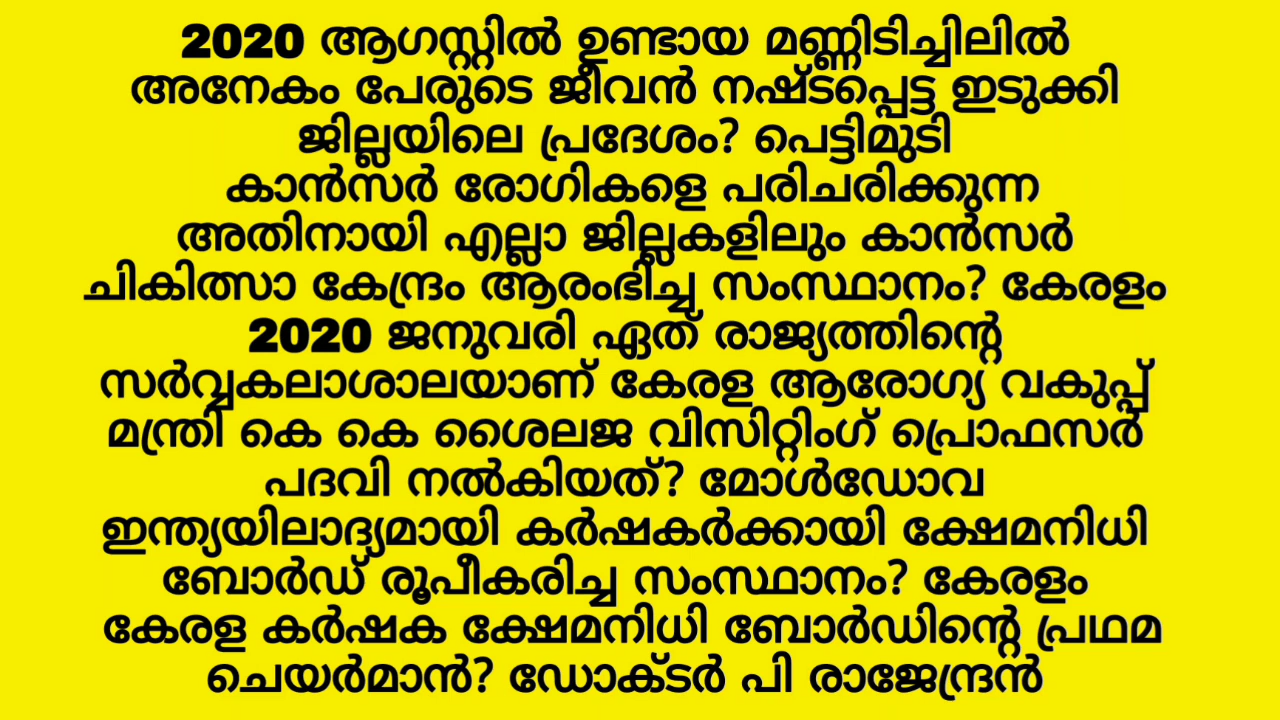 2020 ആഗസ്റ്റിൽ ഉണ്ടായ മണ്ണിടിച്ചിലിൽ
അനേകം പേരുടെ ജീവൻ നഷ്ടപ്പെട്ട ഇടുക്കി
ജില്ലയിലെ പ്രദേശം? പെട്ടിമുടി
കാൻസർ രോഗികളെ പരിചരിക്കുന്ന
അതിനായി എല്ലാ ജില്ലകളിലും കാൻസർ
ചികിത്സാ കേന്ദ്രം ആരംഭിച്ച സംസ്ഥാനം? കേരളം
2020 ജനുവരി ഏത് രാജ്യത്തിന്റെ
സർവ്വകലാശാലയാണ് കേരള ആരോഗ്യ വകുപ്പ്
മന്ത്രി കെ കെ ശൈലജ വിസിറ്റിംഗ് പ്രൊഫസർ
പദവി നൽകിയത്? മോൾഡോവ
ഇന്ത്യയിലാദ്യമായി കർഷകർക്കായി ക്ഷേമനിധി
ബോർഡ് രൂപീകരിച്ച സംസ്ഥാനം? കേരളം
കേരള കർഷക ക്ഷേമനിധി ബോർഡിന്റെ പ്രഥമ
ചെയർമാൻ? ഡോക്ടർ പി രാജേന്ദ്രൻ